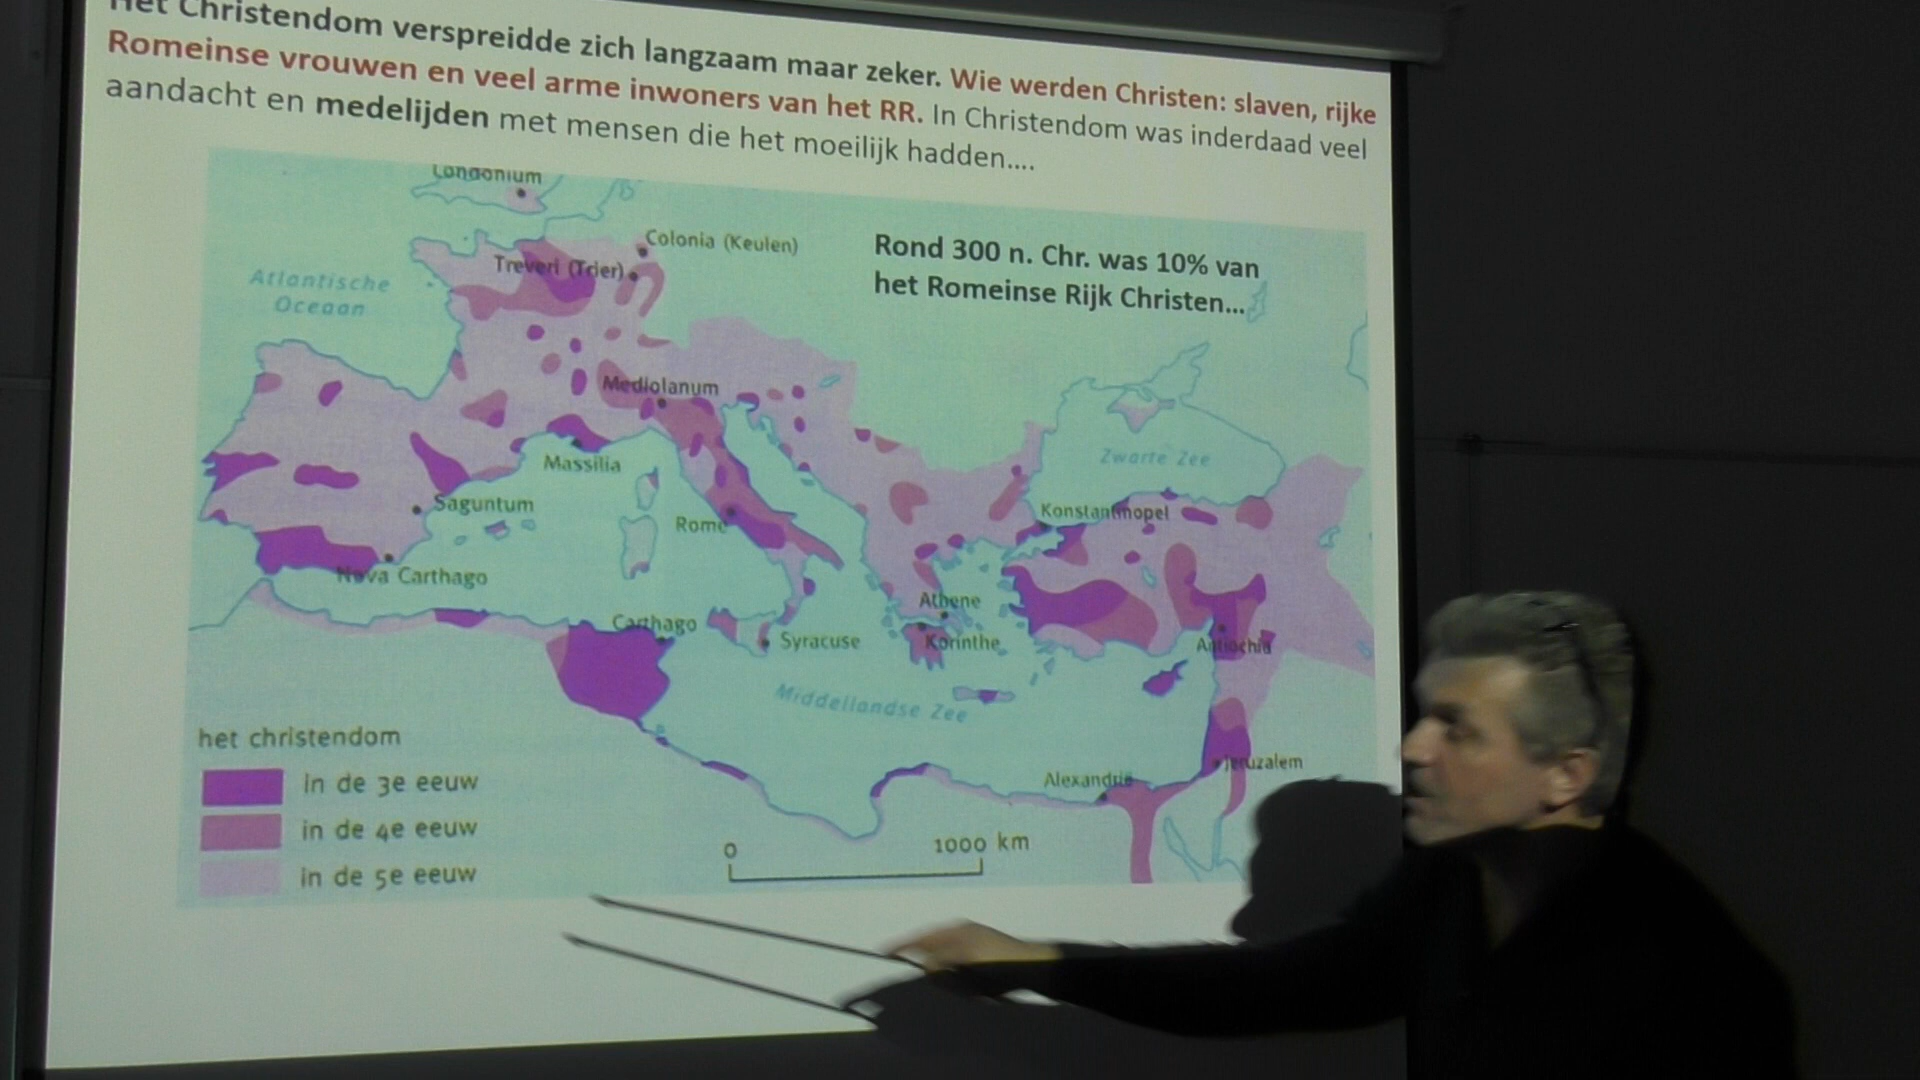 Het Christendom verspreidde zich langzaam maar zeker. Wie werden Christen: slaven, rijke
Romeinse vrouwen en veel arme inwoners van het RR. In Christendom was inderdaad veel
aandacht en medelijden met mensen die het moeilijk hadden....
Londonium
Colonia (Keulen)
Rond 300 n. Chr. was 10% van
het Romeinse Rijk Christen...
Treveri (Trier)
Atlantische
Oceaan
Mediolanum
Zwarte Zee
Massilia
Saguntum
Rome
Konstantinopel
Nova Carthago
Athene
Carthago
Syracuse
Korinthe
Antiochia
Middellandse Zee
het christendom
Jeruzalem
Alexandrië
in de 3e eeuw
in de 4e eeuw
in de 5e eeuw
0
1000 km